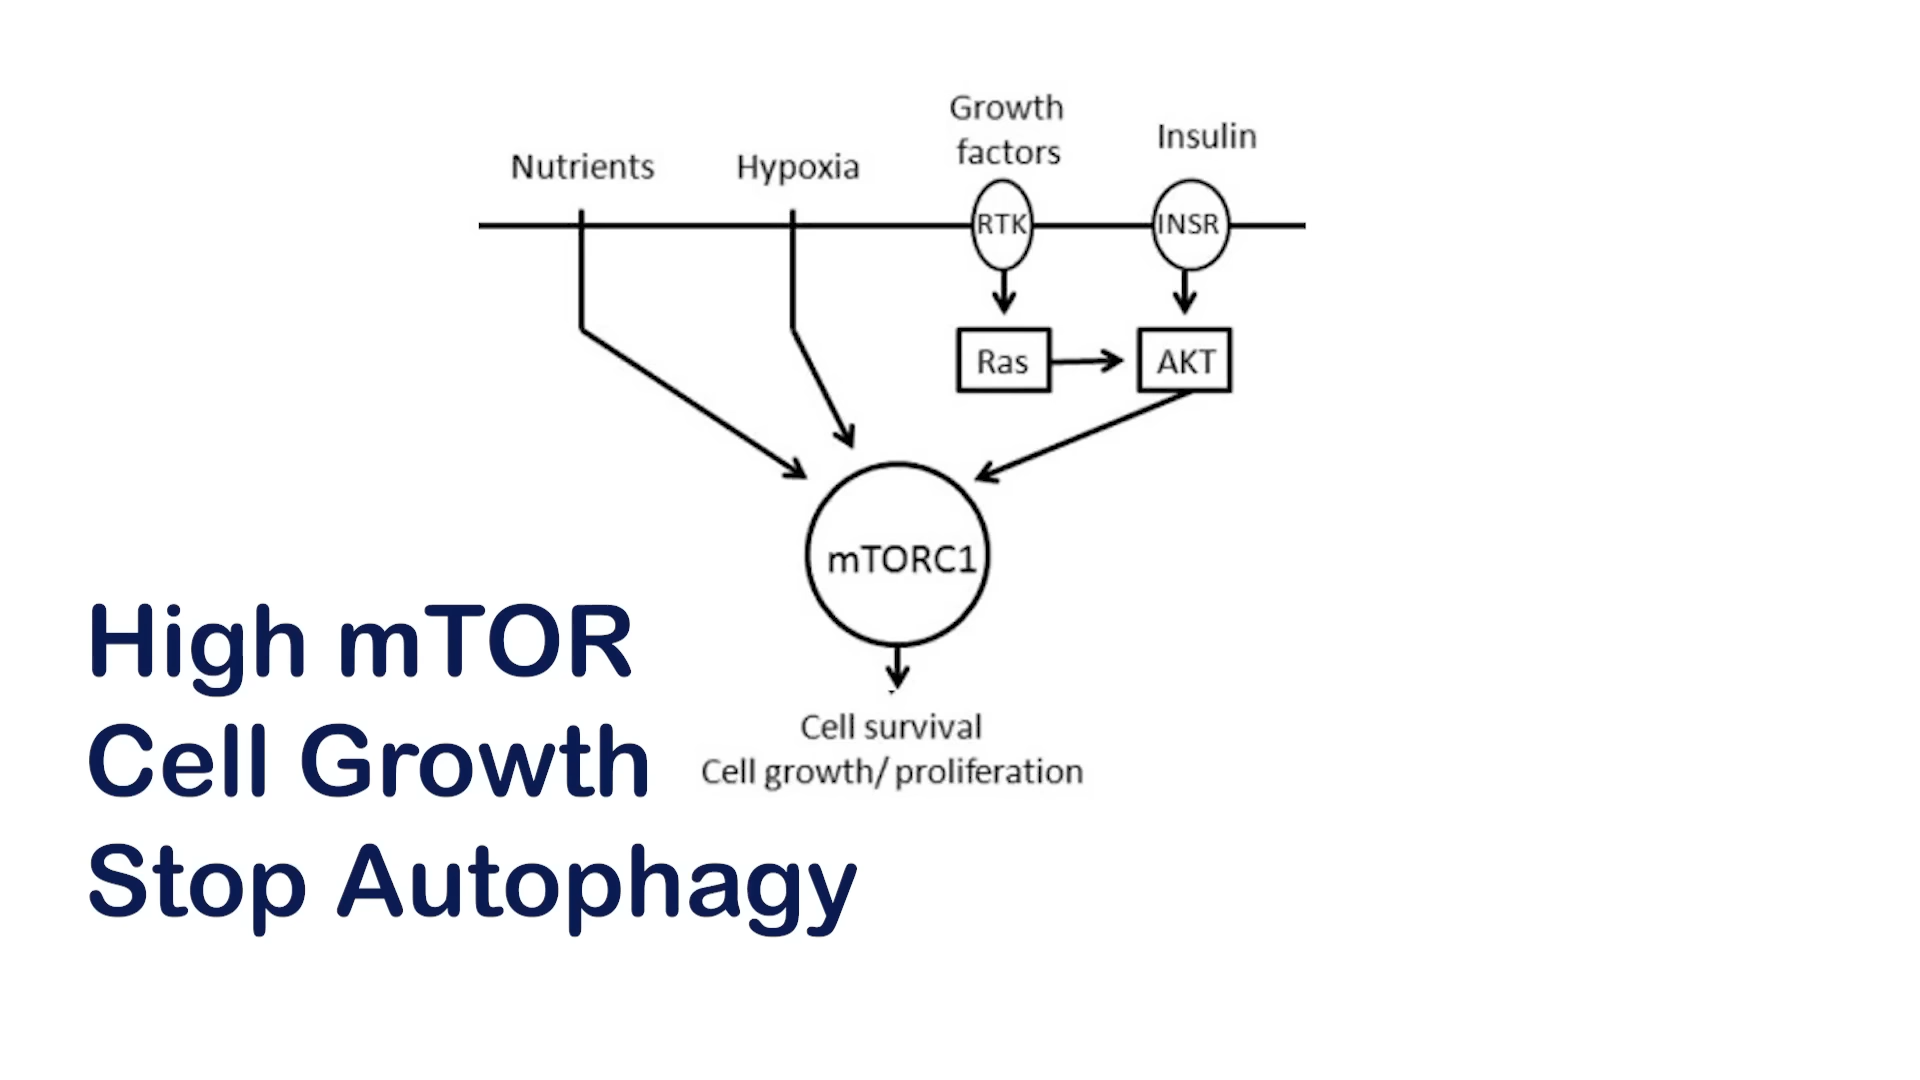 Growth
factors
Insulin
Nutrients
Hypoxia
RTK
INSR
Ras
AKT
mTORC1
High mTOR
Cell Growth
Stop Autophagy
Cell survival
Cell growth/proliferation